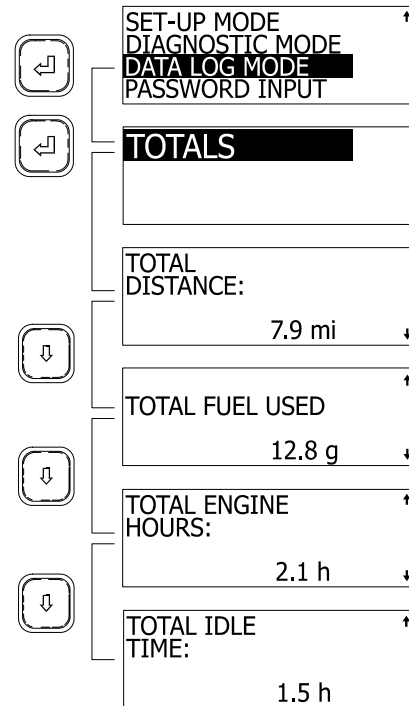 SET-UP MODE
DIAGNOSTIC MODE
DATA LOG MODE
PASSWORD INPUT
TOTALS
TOTAL
DISTANCE:
7.9 mi
TOTAL FUEL USED
12.8 g
TOTAL ENGINE
HOURS:
2.1 h
TOTAL IDLE
TIME:
1.5 h